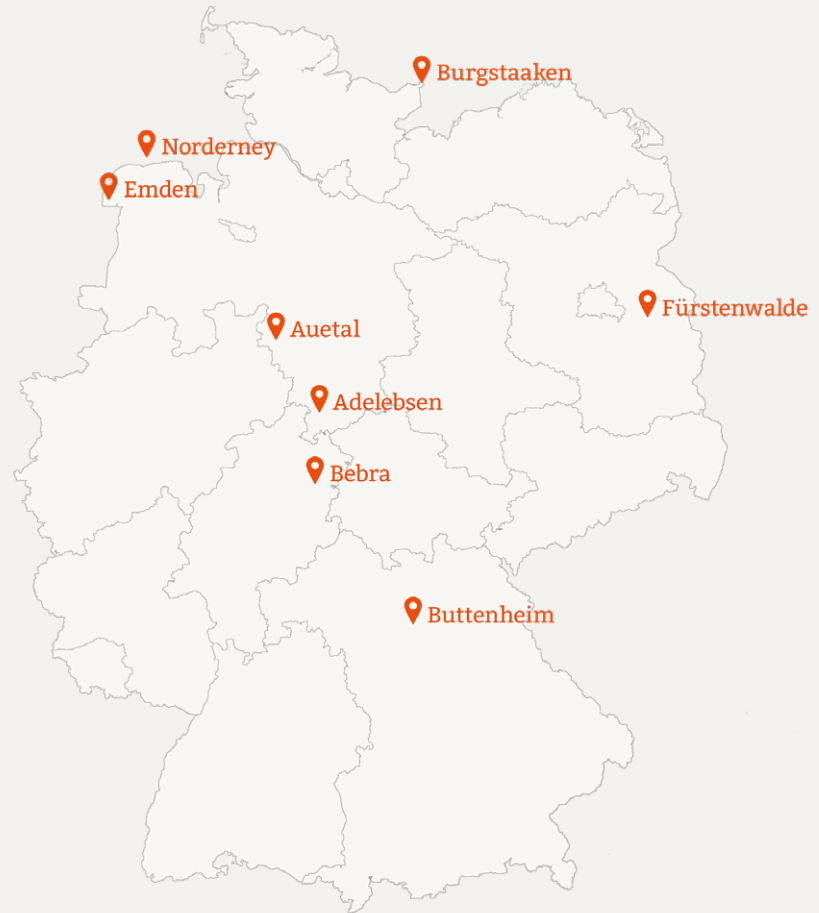 Burgstaaken
Norderney
Emden
Fürstenwalde
Auetal
Adelebsen
Bebra
Buttenheim